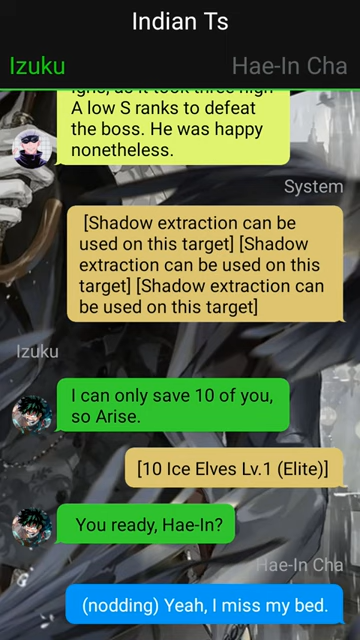 Indian Ts
Izuku
Hae-In Cha
A low S ranks to defeat
the boss. He was happy
nonetheless.
System
[Shadow extraction can be
used on this target] [Shadow
extraction can be used on this
target] [Shadow extraction can
be used on this target]
Izuku
I can only save 10 of you,
so Arise.
[10 Ice Elves Lv.1 (Elite)]
You ready, Hae-In?
Hae-In Cha
(nodding) Yeah, I miss my bed.